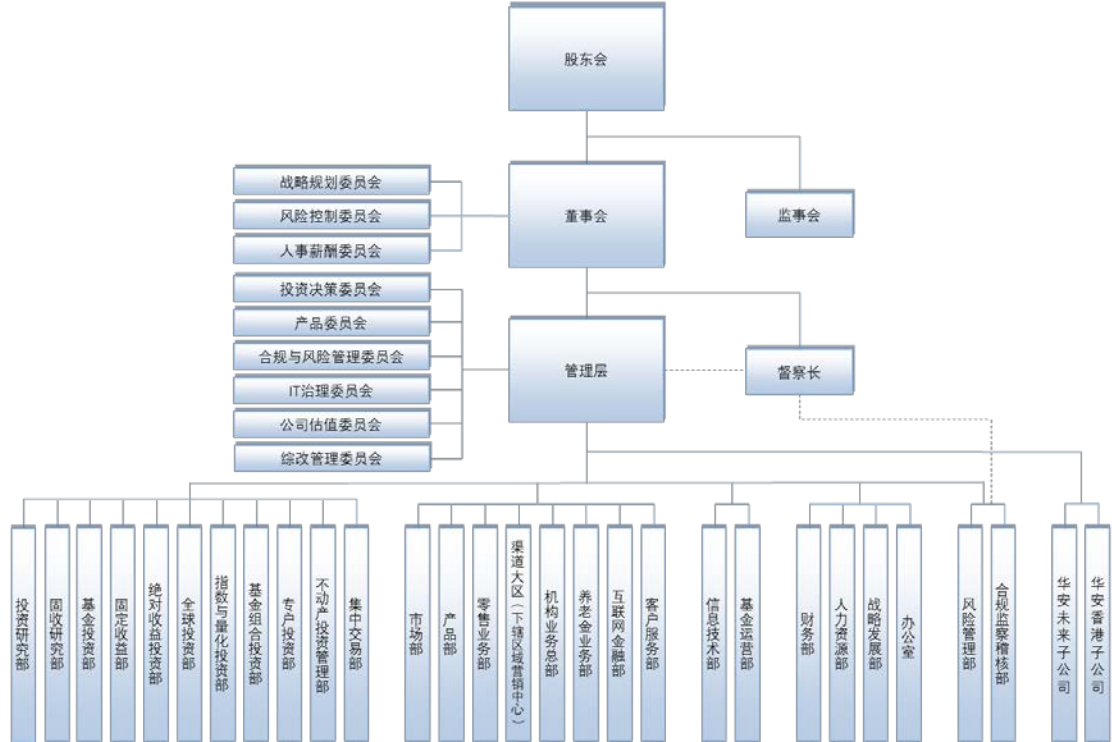 股东会
董事会
监事会
战略规划委员会
风险控制委员会
人事薪酬委员会
投资决策委员会
产品委员会
合规与风险管理委员会
IT治理委员会
公司估值委员会
综改管理委员会
管理层
督察长
投资研究部
固收研究部
基金投资部
固定收益部
绝对收益投资部
全球投资部
指数与量化投资部
基金组合投资部
专户投资部
不动产投资管理部
集中交易部
市场部
产品部
零售业务部
渠道大区（下辖区域营销中心）
机构业务总部
养老金业务部
互联网金融部
客户服务部
信息技术部
基金运营部
财务部
人力资源部
战略发展部
办公室
风险管理部
合规监察稽核部
华安未来子公司
华安香港子公司